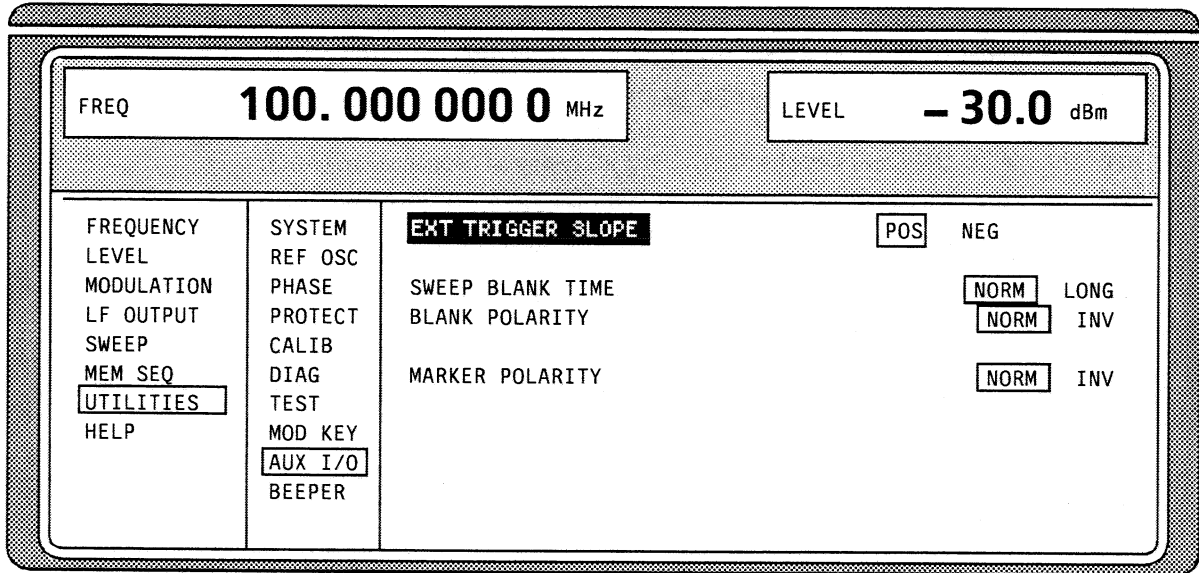 FREQ 100. 000 000 0 MHz LEVEL – 30.0 dBm
FREQUENCY SYSTEM EXT TRIGGER SLOPE POS NEG
LEVEL REF OSC
MODULATION PHASE SWEEP BLANK TIME NORM LONG
LF OUTPUT PROTECT BLANK POLARITY NORM INV
SWEEP CALIB
MEM SEQ DIAG MARKER POLARITY NORM INV
UTILITIES TEST
HELP MOD KEY
AUX I/O
BEEPER